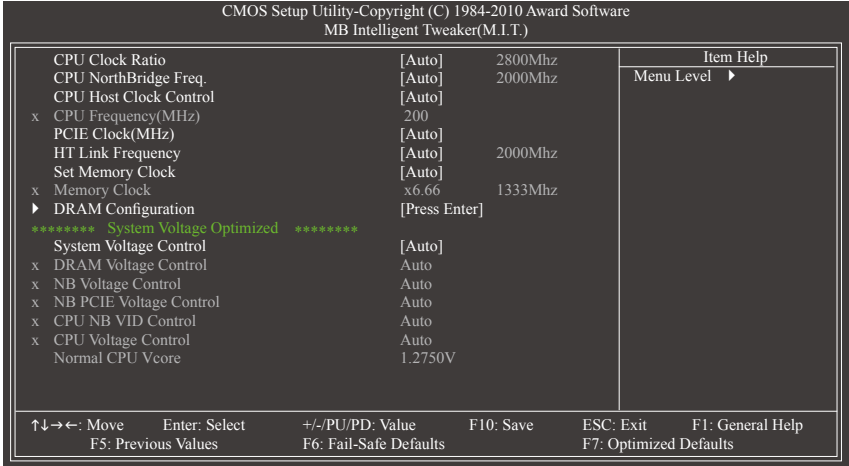 CMOS Setup Utility-Copyright (C) 1984-2010 Award Software
MB Intelligent Tweaker(M.I.T.)
CPU Clock Ratio [Auto] 2800Mhz
CPU NorthBridge Freq. [Auto] 2000Mhz
CPU Host Clock Control [Auto]
x CPU Frequency(MHz) 200
PCIE Clock(MHz) [Auto]
HT Link Frequency [Auto] 2000Mhz
Set Memory Clock [Auto]
x Memory Clock x6.66 1333Mhz
DRAM Configuration [Press Enter]
******** System Voltage Optimized ********
System Voltage Control [Auto]
x DRAM Voltage Control Auto
x NB Voltage Control Auto
x NB PCIE Voltage Control Auto
x CPU NB VID Control Auto
x CPU Voltage Control Auto
Normal CPU Vcore 1.2750V
Item Help
Menu Level
↑↓→←: Move Enter: Select +/-/PU/PD: Value F10: Save ESC: Exit F1: General Help
F5: Previous Values F6: Fail-Safe Defaults F7: Optimized Defaults